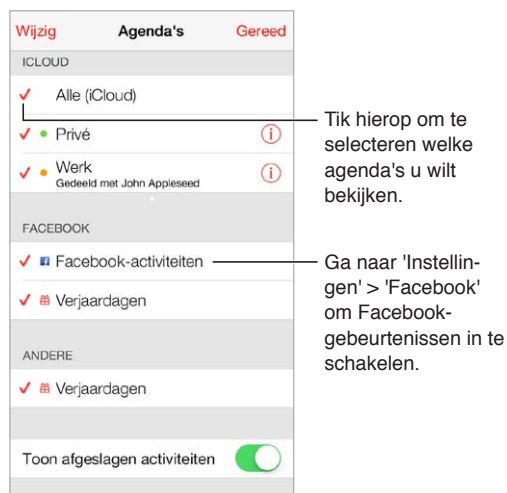 Wijzig Agenda's Gereed
ICLOUD
Alle (iCloud)
Privé
Werk
Gedeeld met John Appleseed
FACEBOOK
Facebook-activiteiten
Verjaardagen
ANDERE
Verjaardagen
Toon afgeslagen activiteiten
Tik hierop om te
selecteren welke
agenda's u wilt
bekijken.
Ga naar 'Instellin-
gen' > 'Facebook'
om Facebook-
gebeurtenissen in te
schakelen.